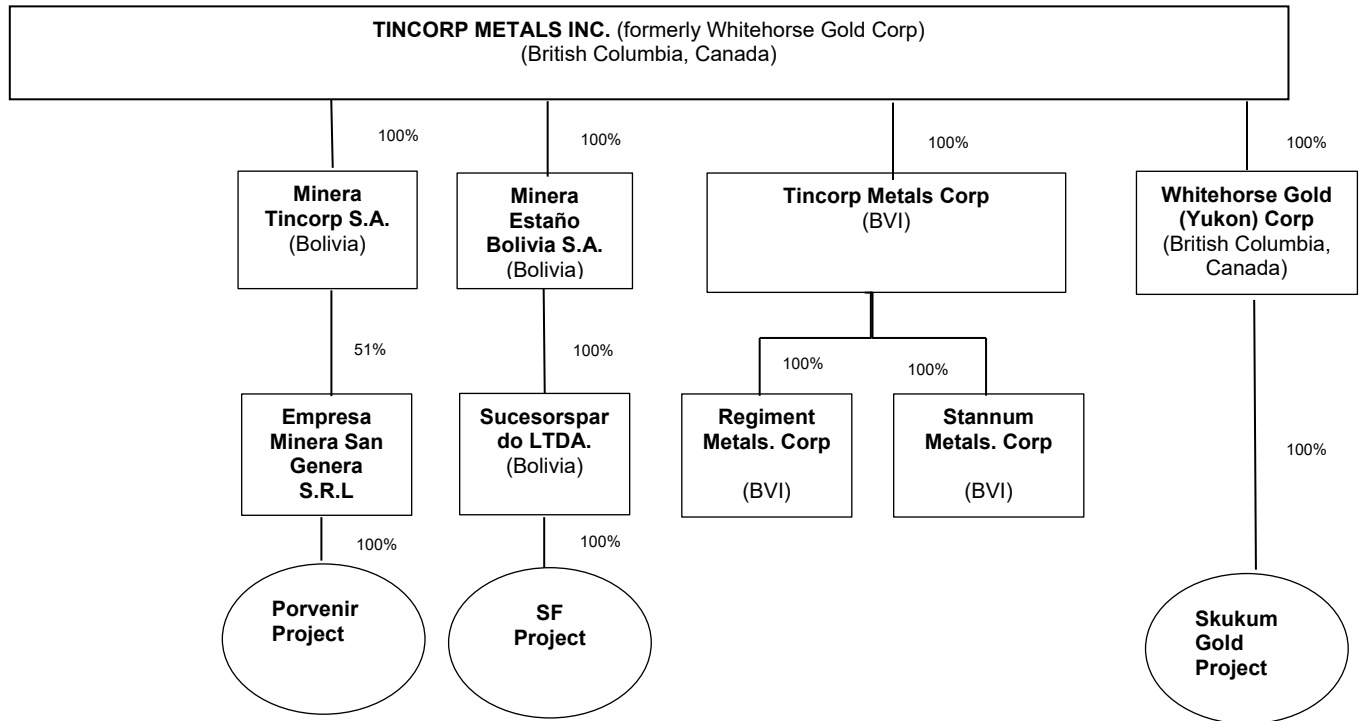 TINCORP METALS INC. (formerly Whitehorse Gold Corp)
(British Columbia, Canada)
100%
100%
100%
100%
Minera
Tincorp S.A.
(Bolivia)
Minera
Estaño
Bolivia S.A.
(Bolivia)
Tincorp Metals Corp
(BVI)
Whitehorse Gold
(Yukon) Corp
(British Columbia,
Canada)
51%
100%
100%
100%
100%
Empresa
Minera San
Genera
S.R.L
Sucesorspar
do LTDA.
(Bolivia)
Regiment
Metals. Corp
(BVI)
Stannum
Metals. Corp
(BVI)
100%
100%
Porvenir
Project
SF
Project
Skukum
Gold
Project